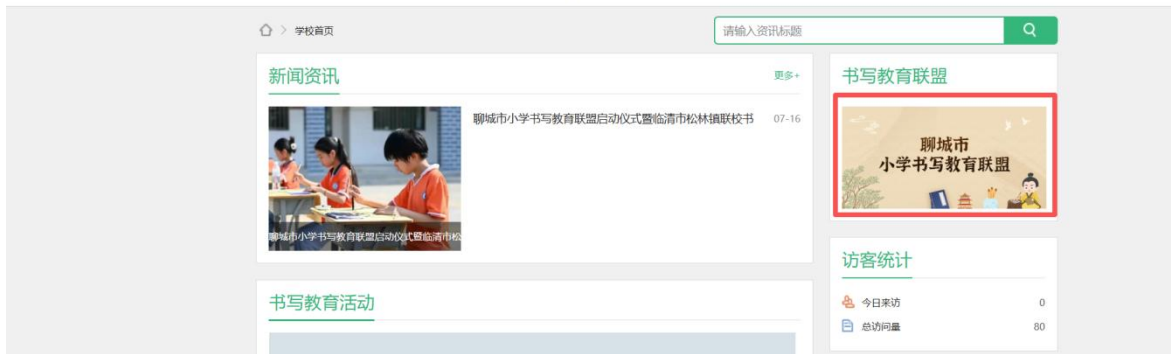 学校首页
请输入资讯标题
新闻资讯
更多+
聊城市小学书写教育联盟启动仪式暨临清市松林镇联校书
07-16
聊城市小学书写教育联盟启动仪式暨临清市松
书写教育活动
书写教育联盟
聊城市
小学书写教育联盟
访客统计
今日来访
0
总访问量
80